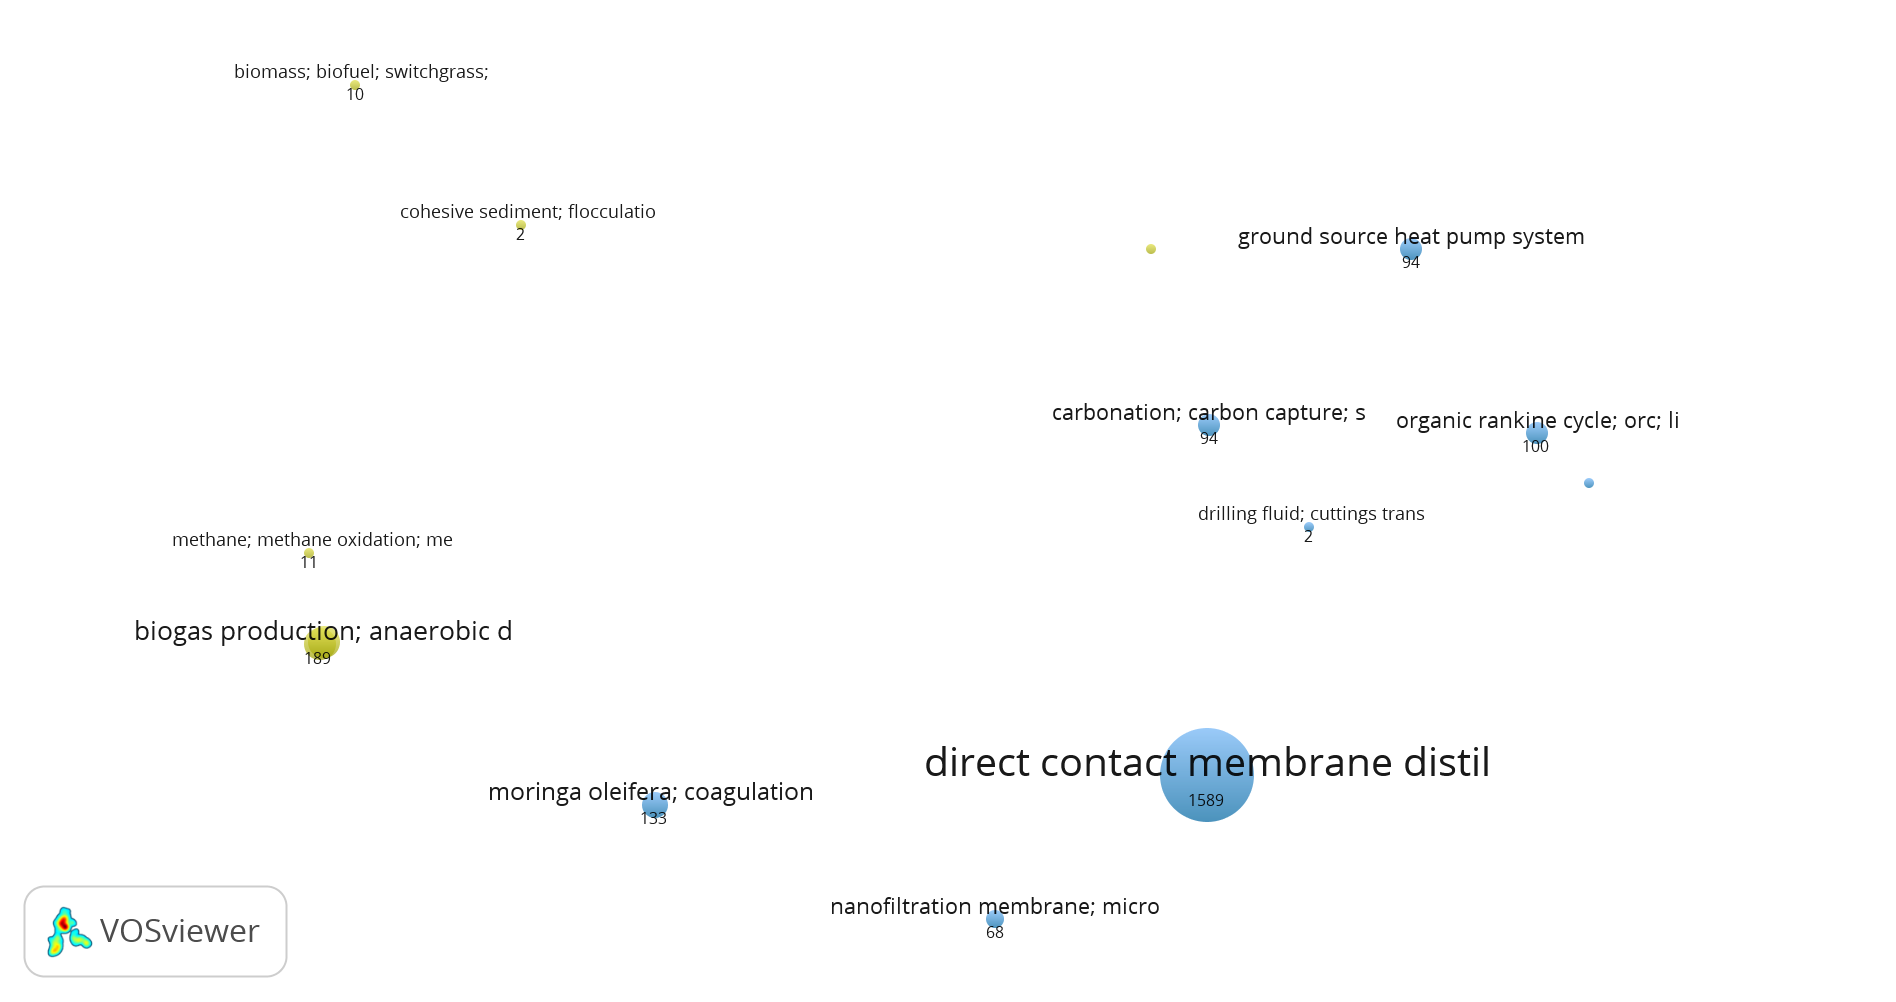 biomass; biofuel; switchgrass;
10
cohesive sediment; flocculatio
2
ground source heat pump system
94
carbonation; carbon capture; s
94
organic rankine cycle; orc; li
100
drilling fluid; cuttings trans
2
methane; methane oxidation; me
11
biogas production; anaerobic d
189
direct contact membrane distil
1589
moringa oleifera; coagulation
133
nanofiltration membrane; micro
68
VOSviewer